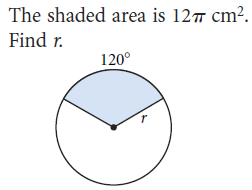 The shaded area is 12π cm².
Find r.
120°
r